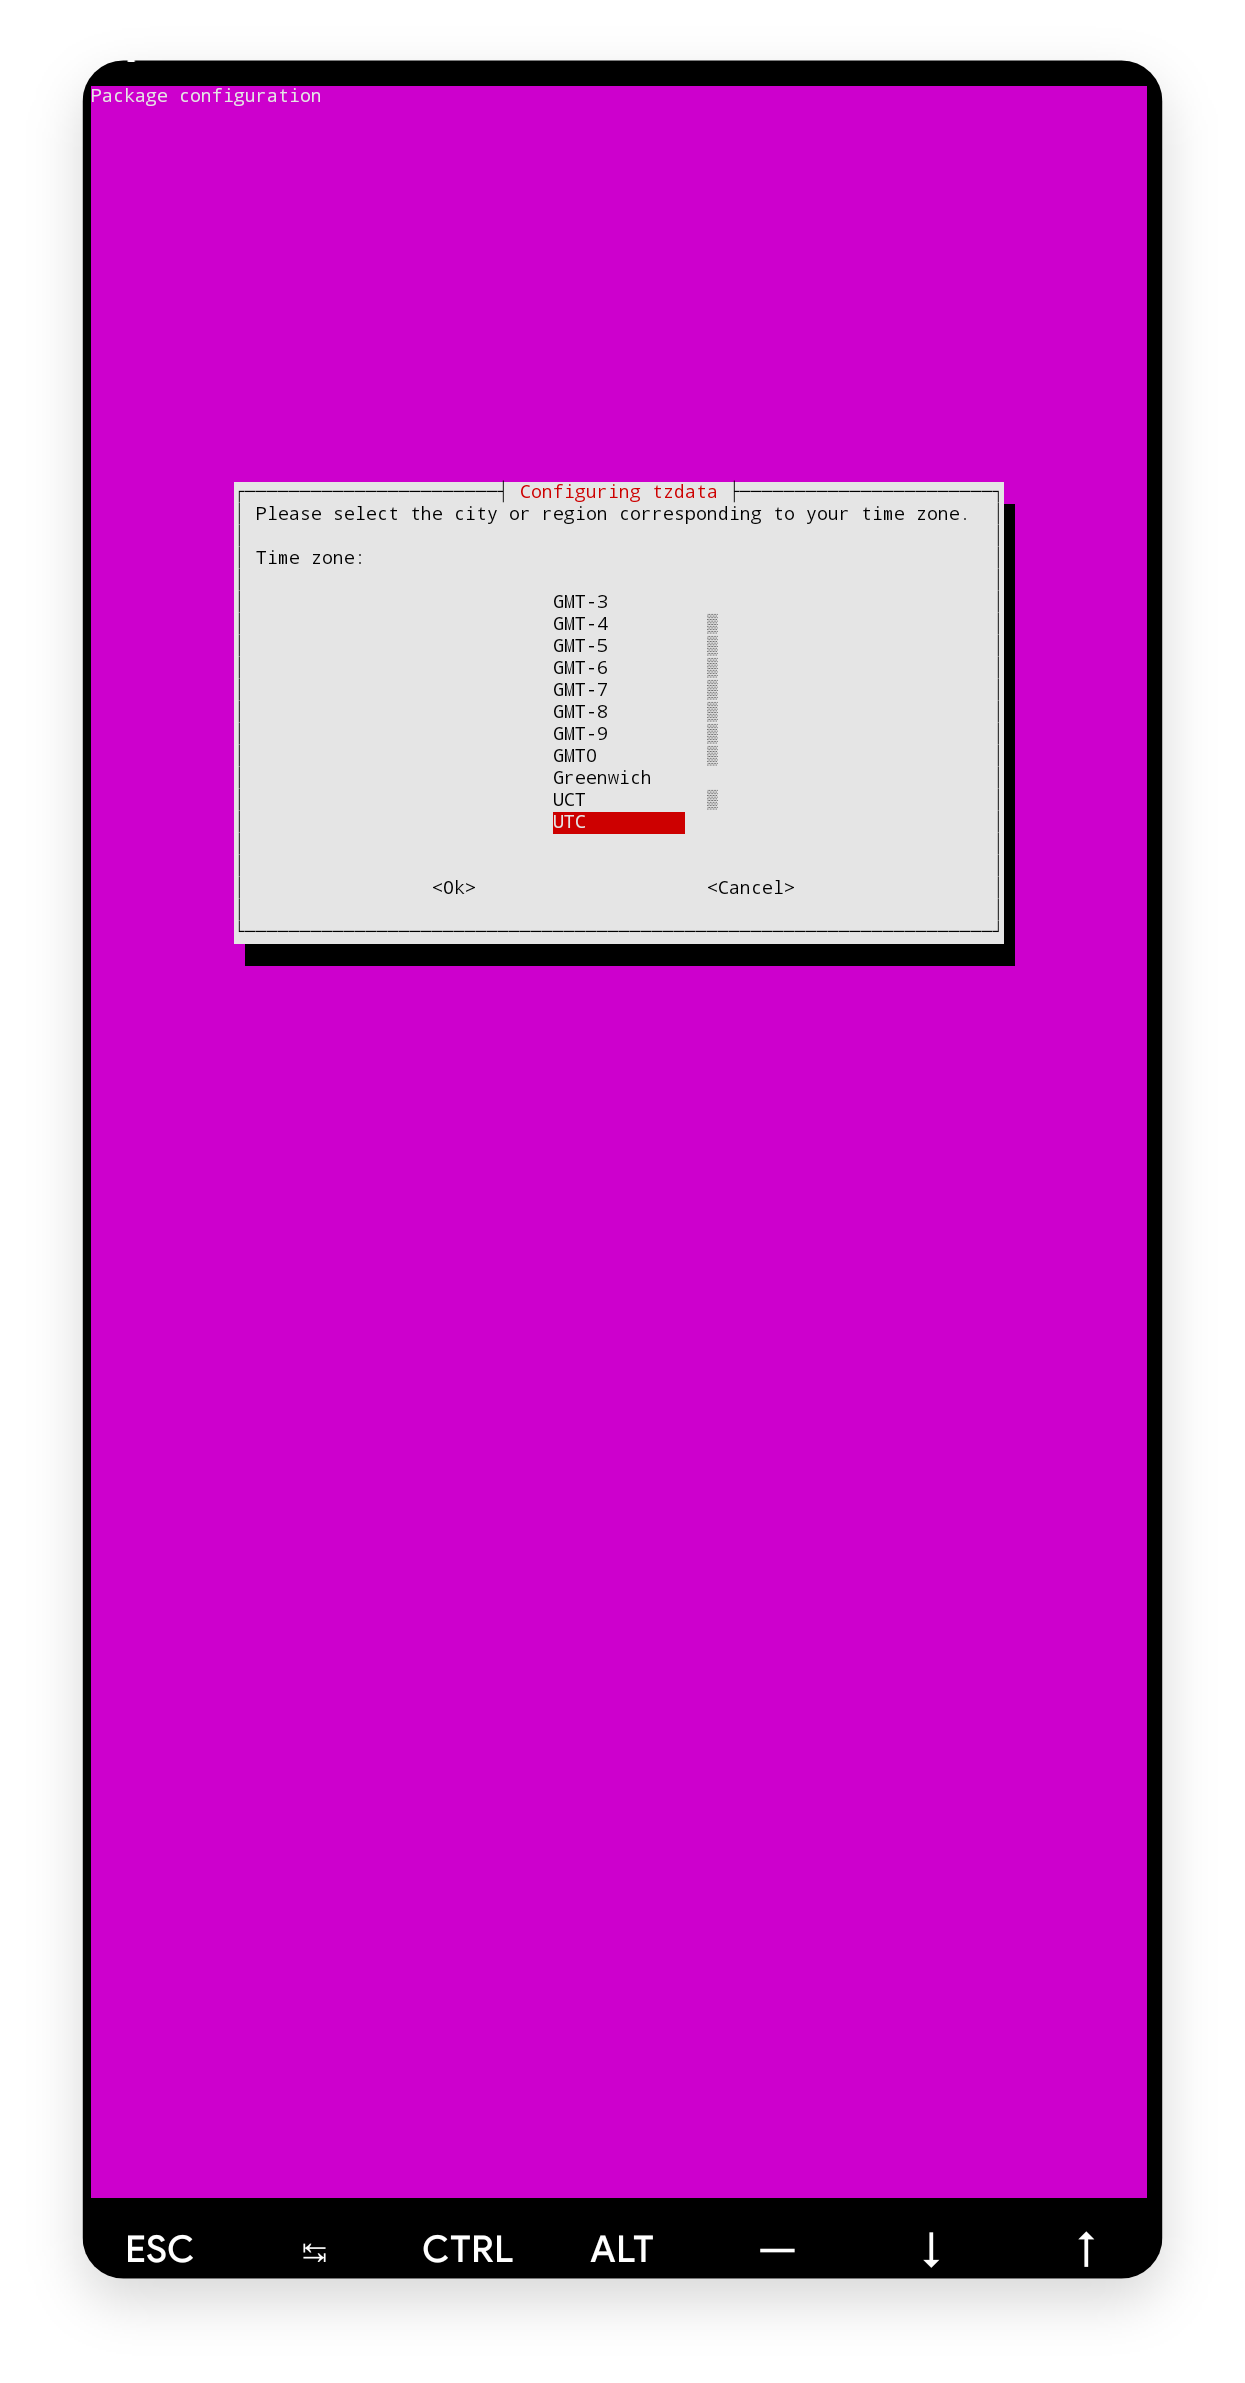 Package configuration
Configuring tzdata
Please select the city or region corresponding to your time zone.
Time zone:
GMT-3
GMT-4
GMT-5
GMT-6
GMT-7
GMT-8
GMT-9
GMT0
Greenwich
UCT
UTC
<Ok> <Cancel>
ESC CTRL ALT — ↓ ↑